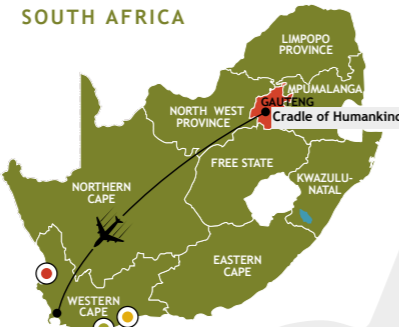 SOUTH AFRICA
LIMPOPO
PROVINCE
MPUMALANGA
GAUTENG
Cradle of Humankind
NORTH WEST
PROVINCE
FREE STATE
KWAZULU-
NATAL
NORTHERN
CAPE
EASTERN
CAPE
WESTERN
CAPE